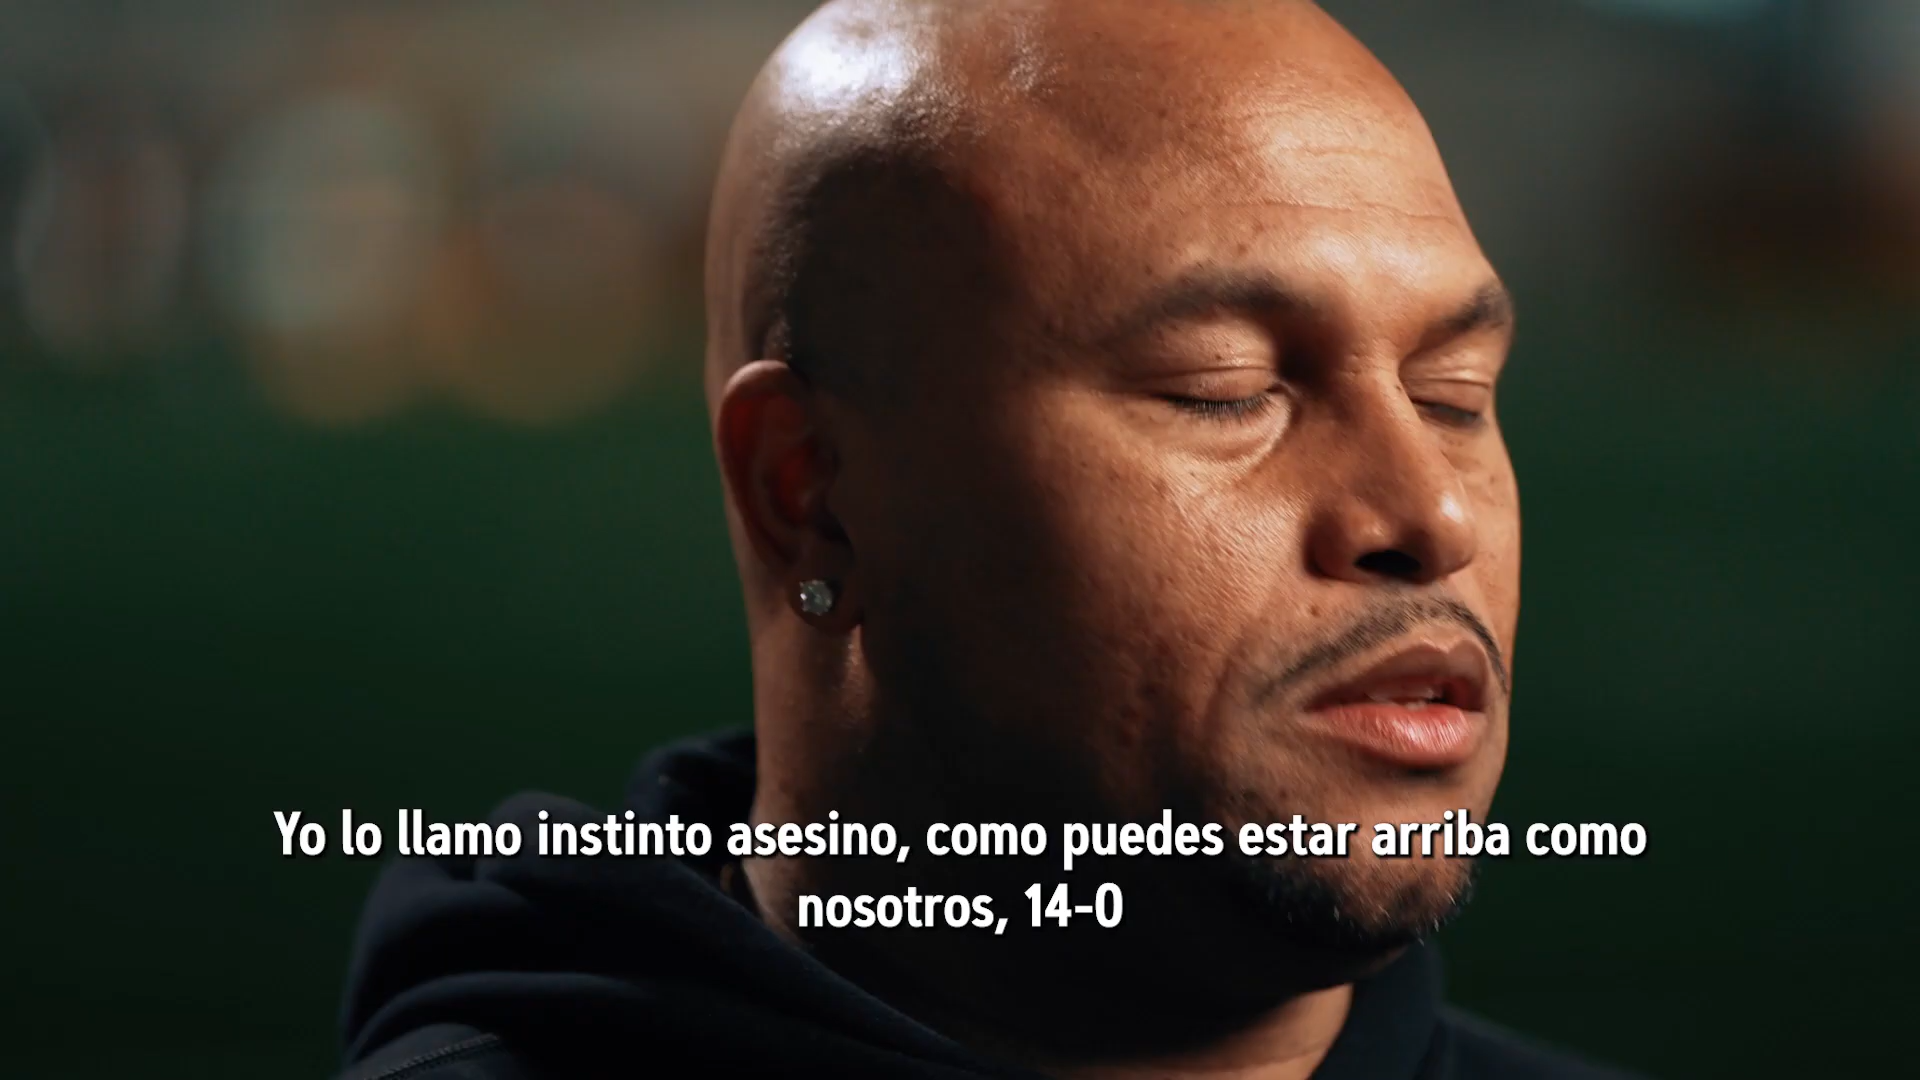 Yo lo llamo instinto asesino, como puedes estar arriba como
nosotros, 14-0